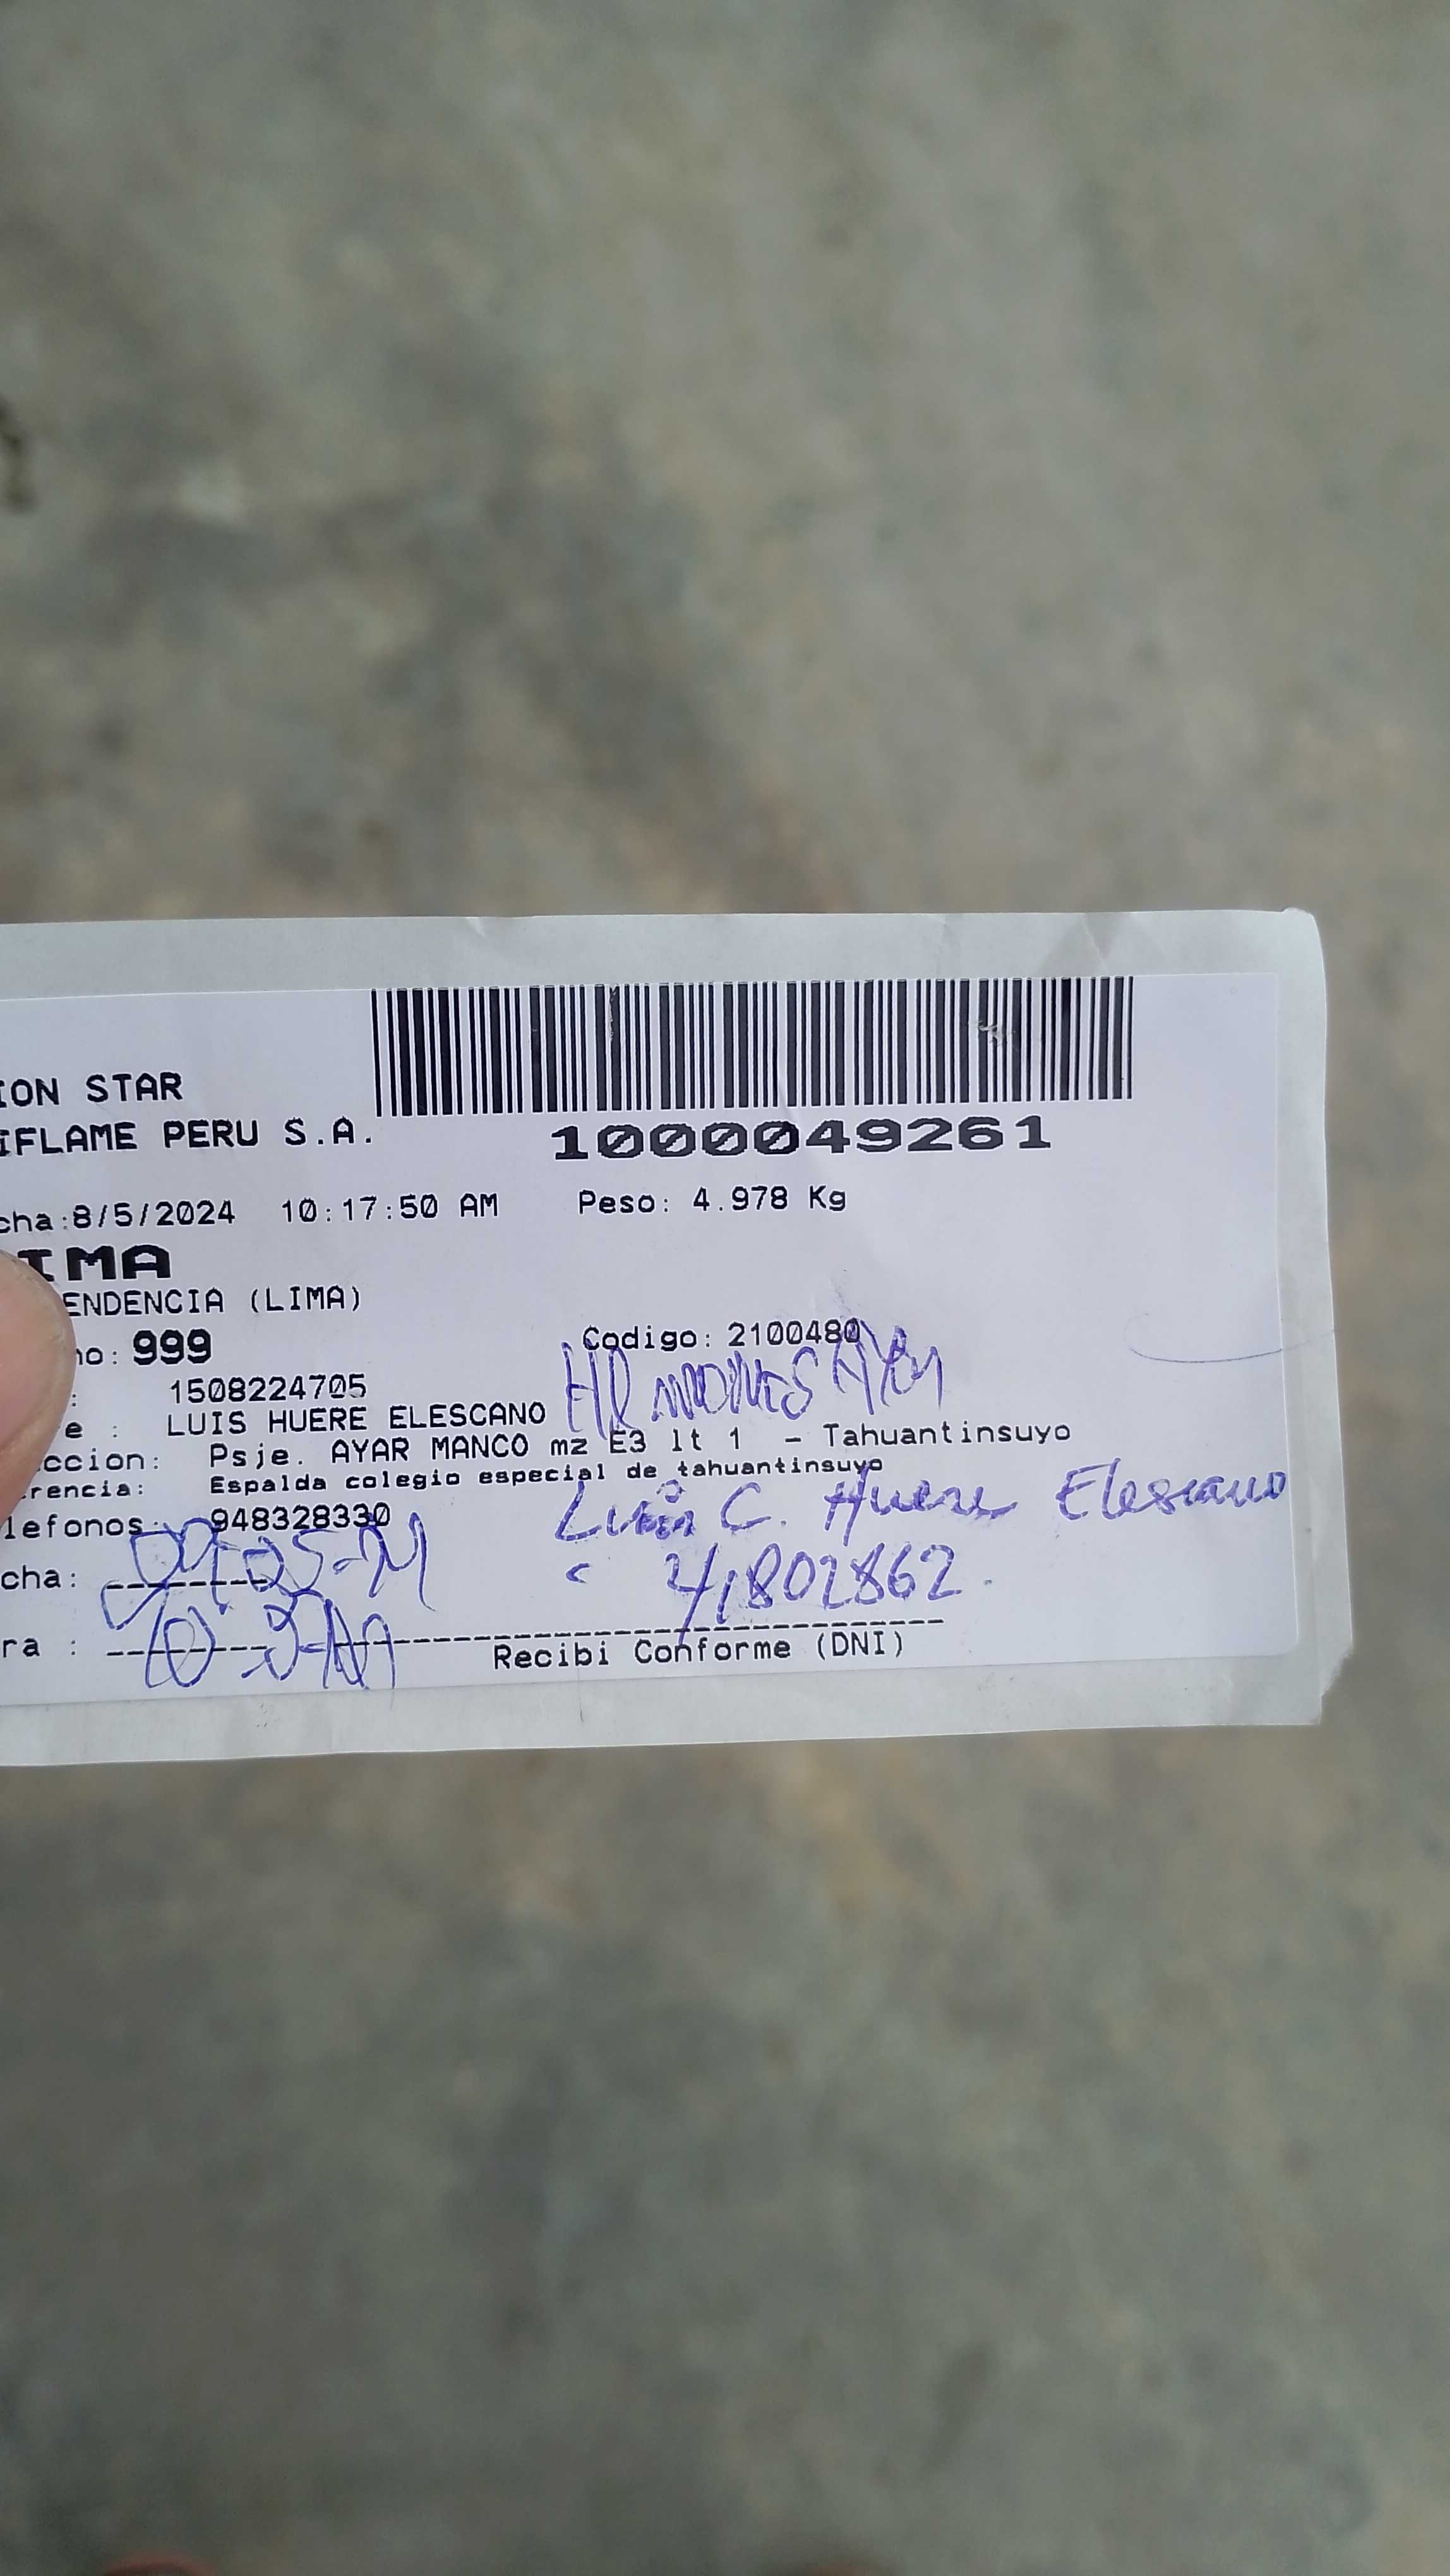 ION STAR
IFLAME PERU S.A.
1000049261
cha:8/5/2024 10:17:50 AM Peso: 4.978 Kg
IMA
ENDENCIA (LIMA)
no: 999 Codigo: 2100480
: 1508224705
e : LUIS HUERE ELESCANO
ccion: Psje. AYAR MANCO mz E3 lt 1 - Tahuantinsuyo
rencia: Espalda colegio especial de tahuantinsuyo
lefonos: 948328330
C. Huere Elescano
cha: 41802862.
ra :
Recibi Conforme (DNI)